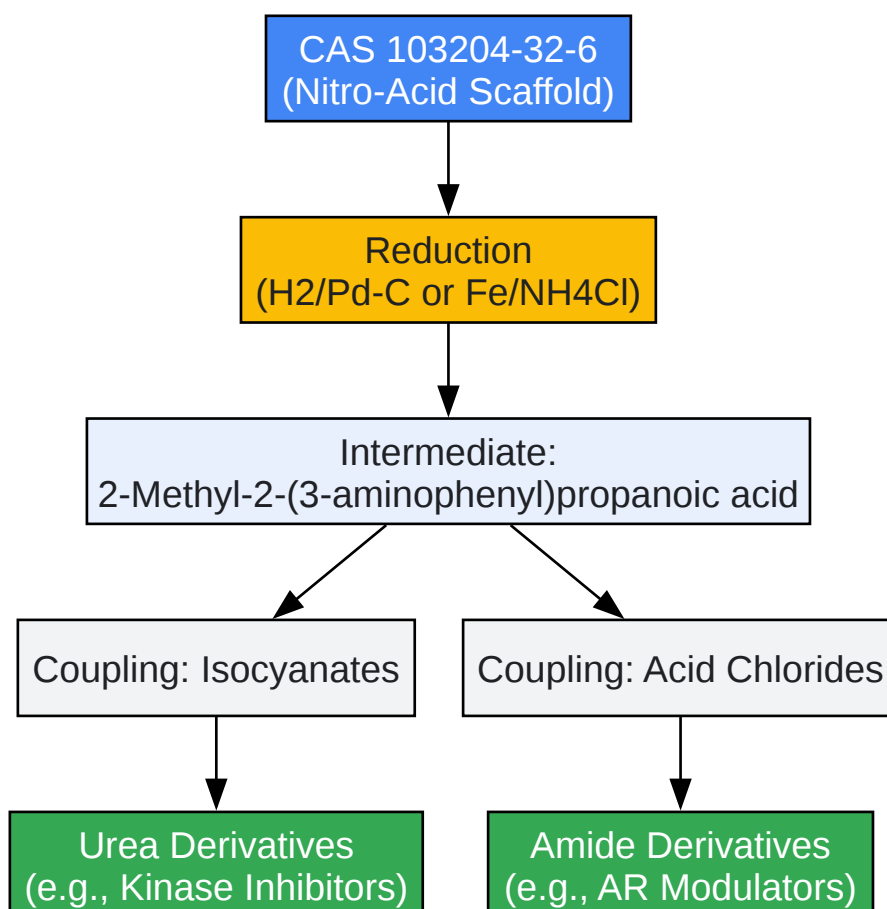 CAS 103204-32-6
(Nitro-Acid Scaffold)
Reduction
(H2/Pd-C or Fe/NH4Cl)
Intermediate:
2-Methyl-2-(3-aminophenyl)propanoic acid
Coupling: Isocyanates
Coupling: Acid Chlorides
Urea Derivatives
(e.g., Kinase Inhibitors)
Amide Derivatives
(e.g., AR Modulators)